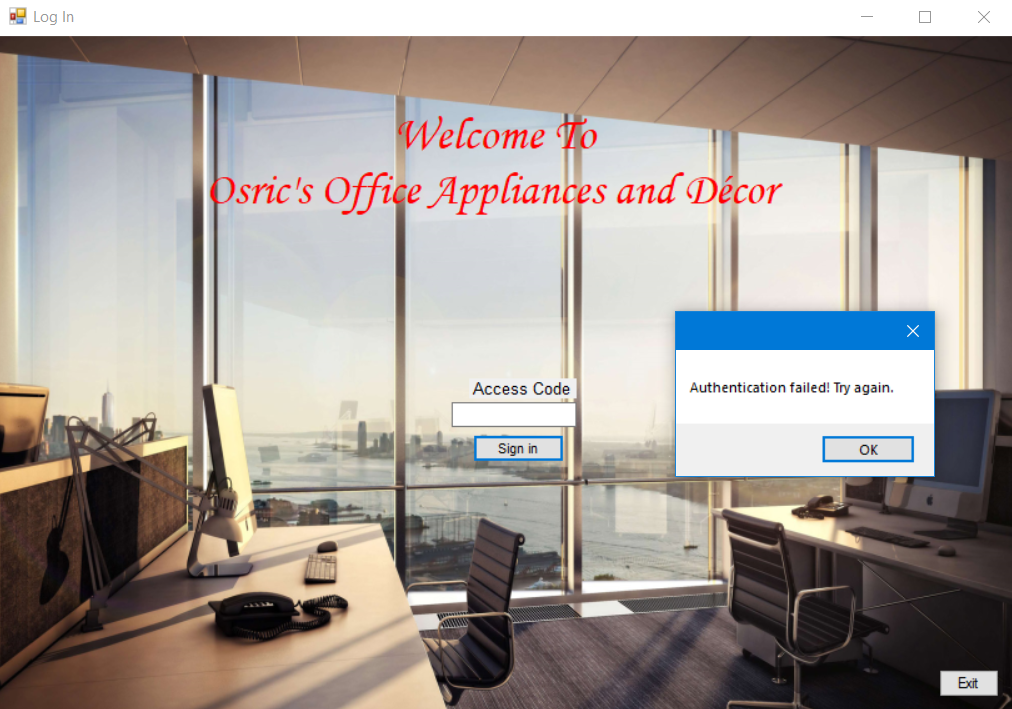 Log In
Welcome To
Osric's Office Appliances and Décor
Access Code
Sign in
Authentication failed! Try again.
OK
Exit